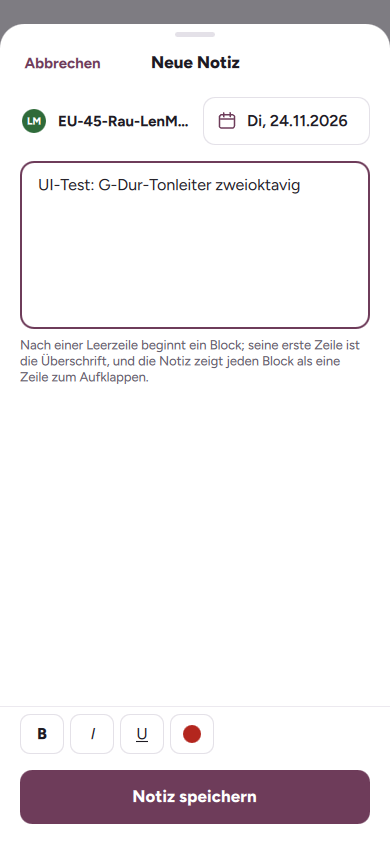 Abbrechen
Neue Notiz
LM
EU-45-Rau-LenM...
Di, 24.11.2026
UI-Test: G-Dur-Tonleiter zweioktavig
Nach einer Leerzeile beginnt ein Block; seine erste Zeile ist
die Überschrift, und die Notiz zeigt jeden Block als eine
Zeile zum Aufklappen.
B
I
U
Notiz speichern